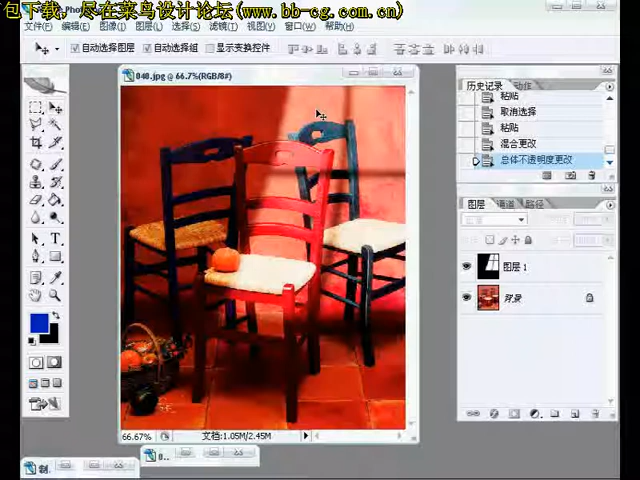 包下载，尽在菜鸟设计论坛(www.bb-cg.com.cn)
文件(F) 编辑(E) 图像(I) 图层(L) 选择(S) 滤镜(T) 视图(V) 窗口(W) 帮助(H)
自动选择图层 自动选择组 显示变换控件
040.jpg @ 66.7%(RGB/8#)
历史记录 动作
粘贴
取消选择
粘贴
混合更改
总体不透明度更改
图层 通道 路径
图层 1
背景
66.67% 文档:1.05M/2.45M
0..